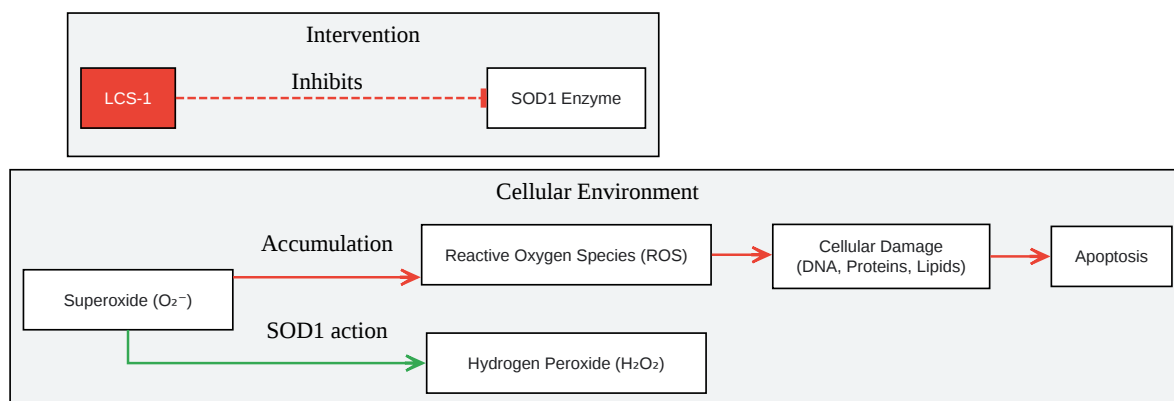 Intervention
Inhibits
LCS-1
SOD1 Enzyme
Cellular Environment
Accumulation
Reactive Oxygen Species (ROS)
Cellular Damage
(DNA, Proteins, Lipids)
Apoptosis
Superoxide (O₂⁻)
SOD1 action
Hydrogen Peroxide (H₂O₂)